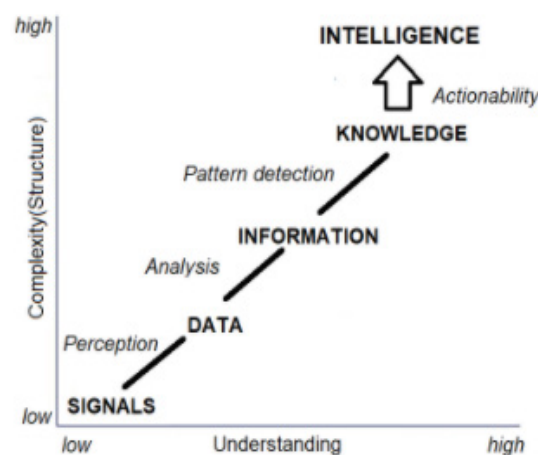 high
INTELLIGENCE
Actionability
KNOWLEDGE
Pattern detection
Complexity(Structure)
INFORMATION
Analysis
DATA
Perception
SIGNALS
low
low Understanding high